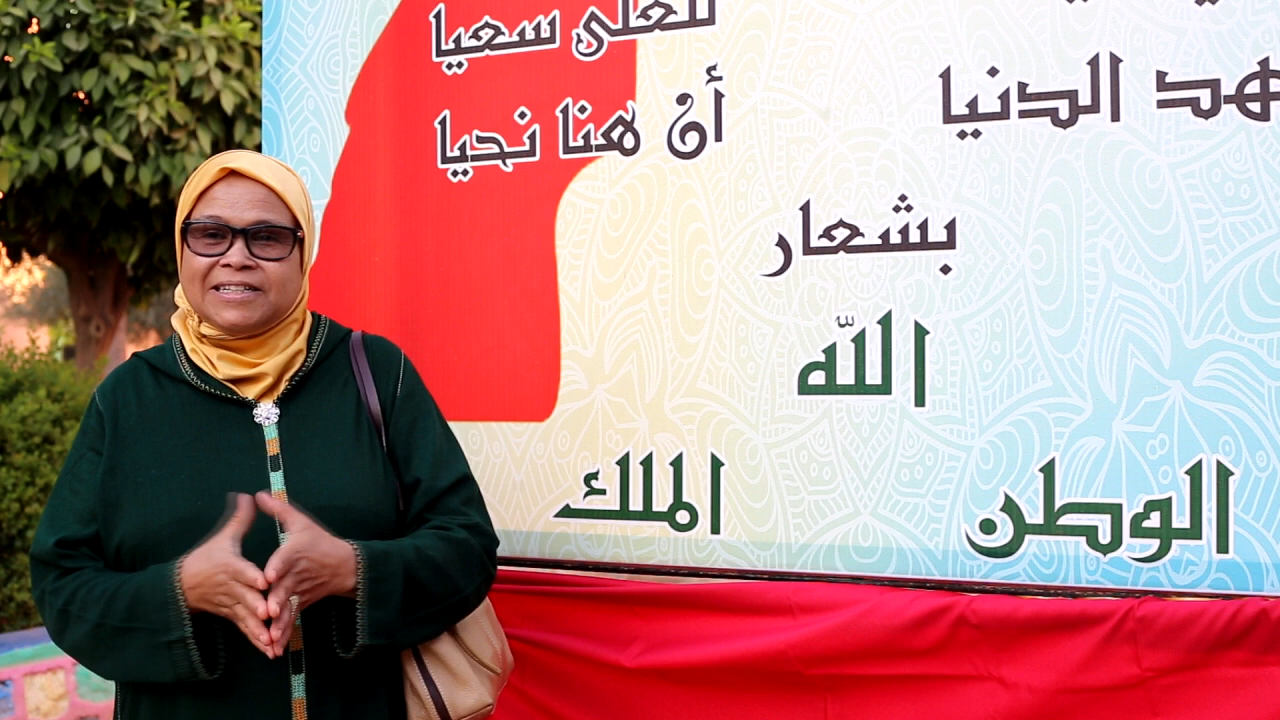 للعلى سعيا
هد الدنيا
أن هنا نحيا
بشعار
الله
الوطن
الملك